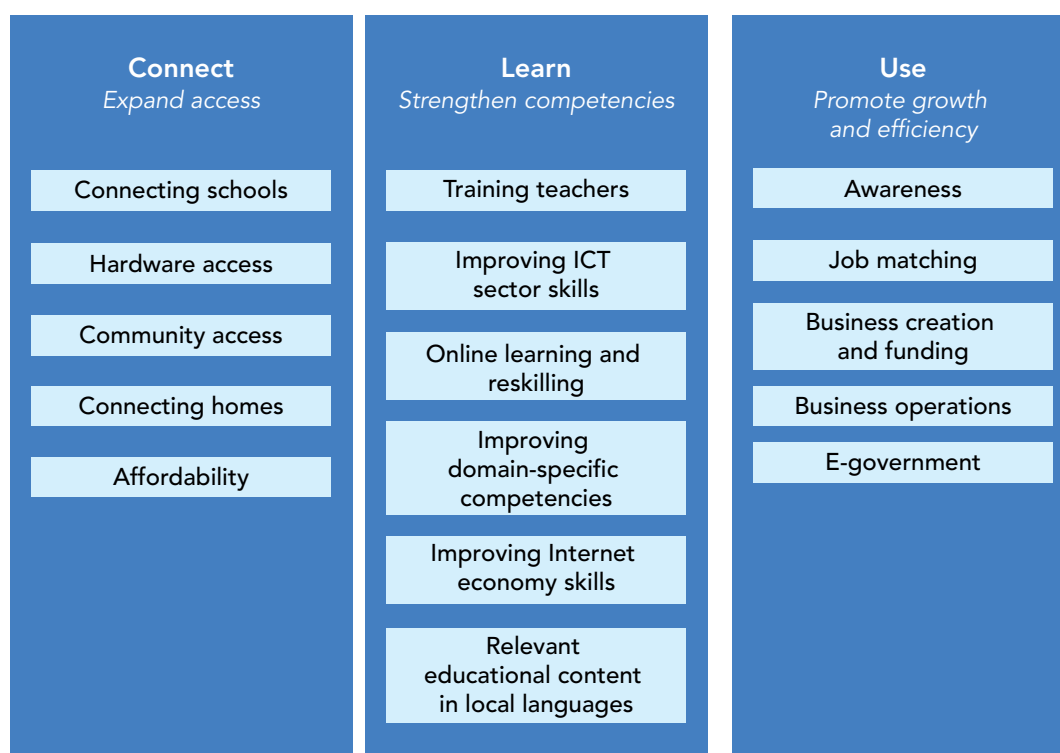 Connect
Expand access
Connecting schools
Hardware access
Community access
Connecting homes
Affordability
Learn
Strengthen competencies
Training teachers
Improving ICT
sector skills
Online learning and
reskilling
Improving
domain-specific
competencies
Improving Internet
economy skills
Relevant
educational content
in local languages
Use
Promote growth
and efficiency
Awareness
Job matching
Business creation
and funding
Business operations
E-government